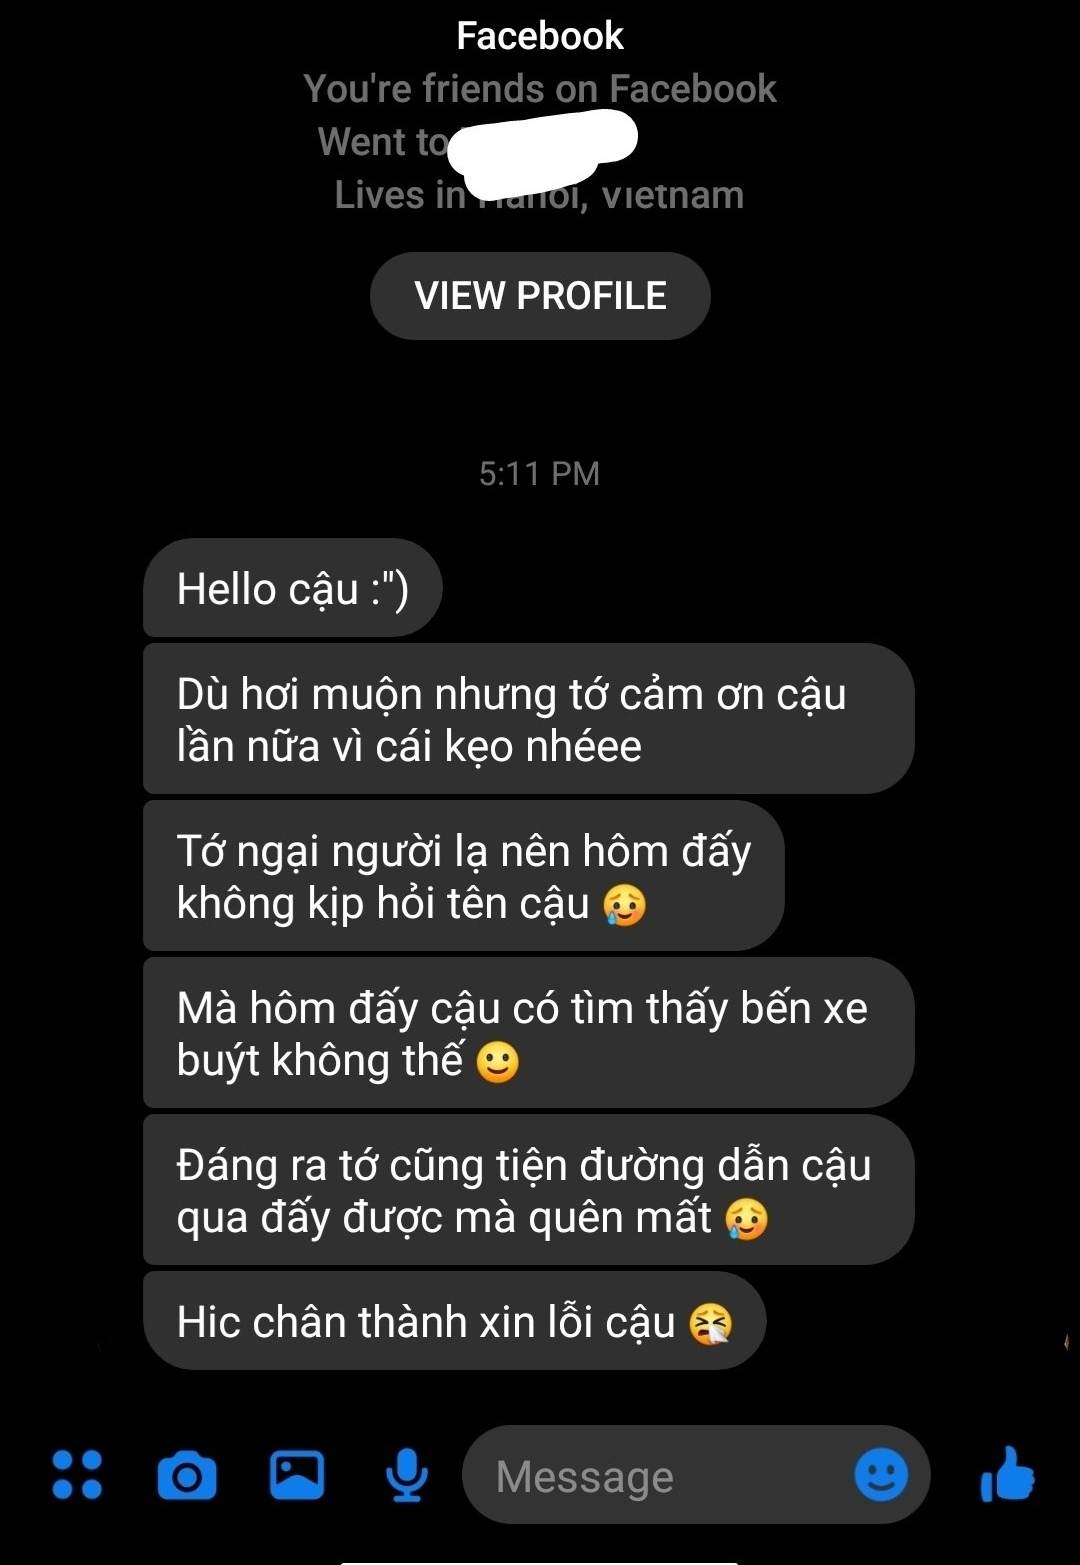 Facebook
You're friends on Facebook
Went to
Lives in Hanoi, Vietnam
VIEW PROFILE
5:11 PM
Hello cậu :")
Dù hơi muộn nhưng tớ cảm ơn cậu
lần nữa vì cái kẹo nhéee
Tớ ngại người lạ nên hôm đấy
không kịp hỏi tên cậu 😥
Mà hôm đấy cậu có tìm thấy bến xe
buýt không thế 🙂
Đáng ra tớ cũng tiện đường dẫn cậu
qua đấy được mà quên mất 😥
Hic chân thành xin lỗi cậu 🤧
Message